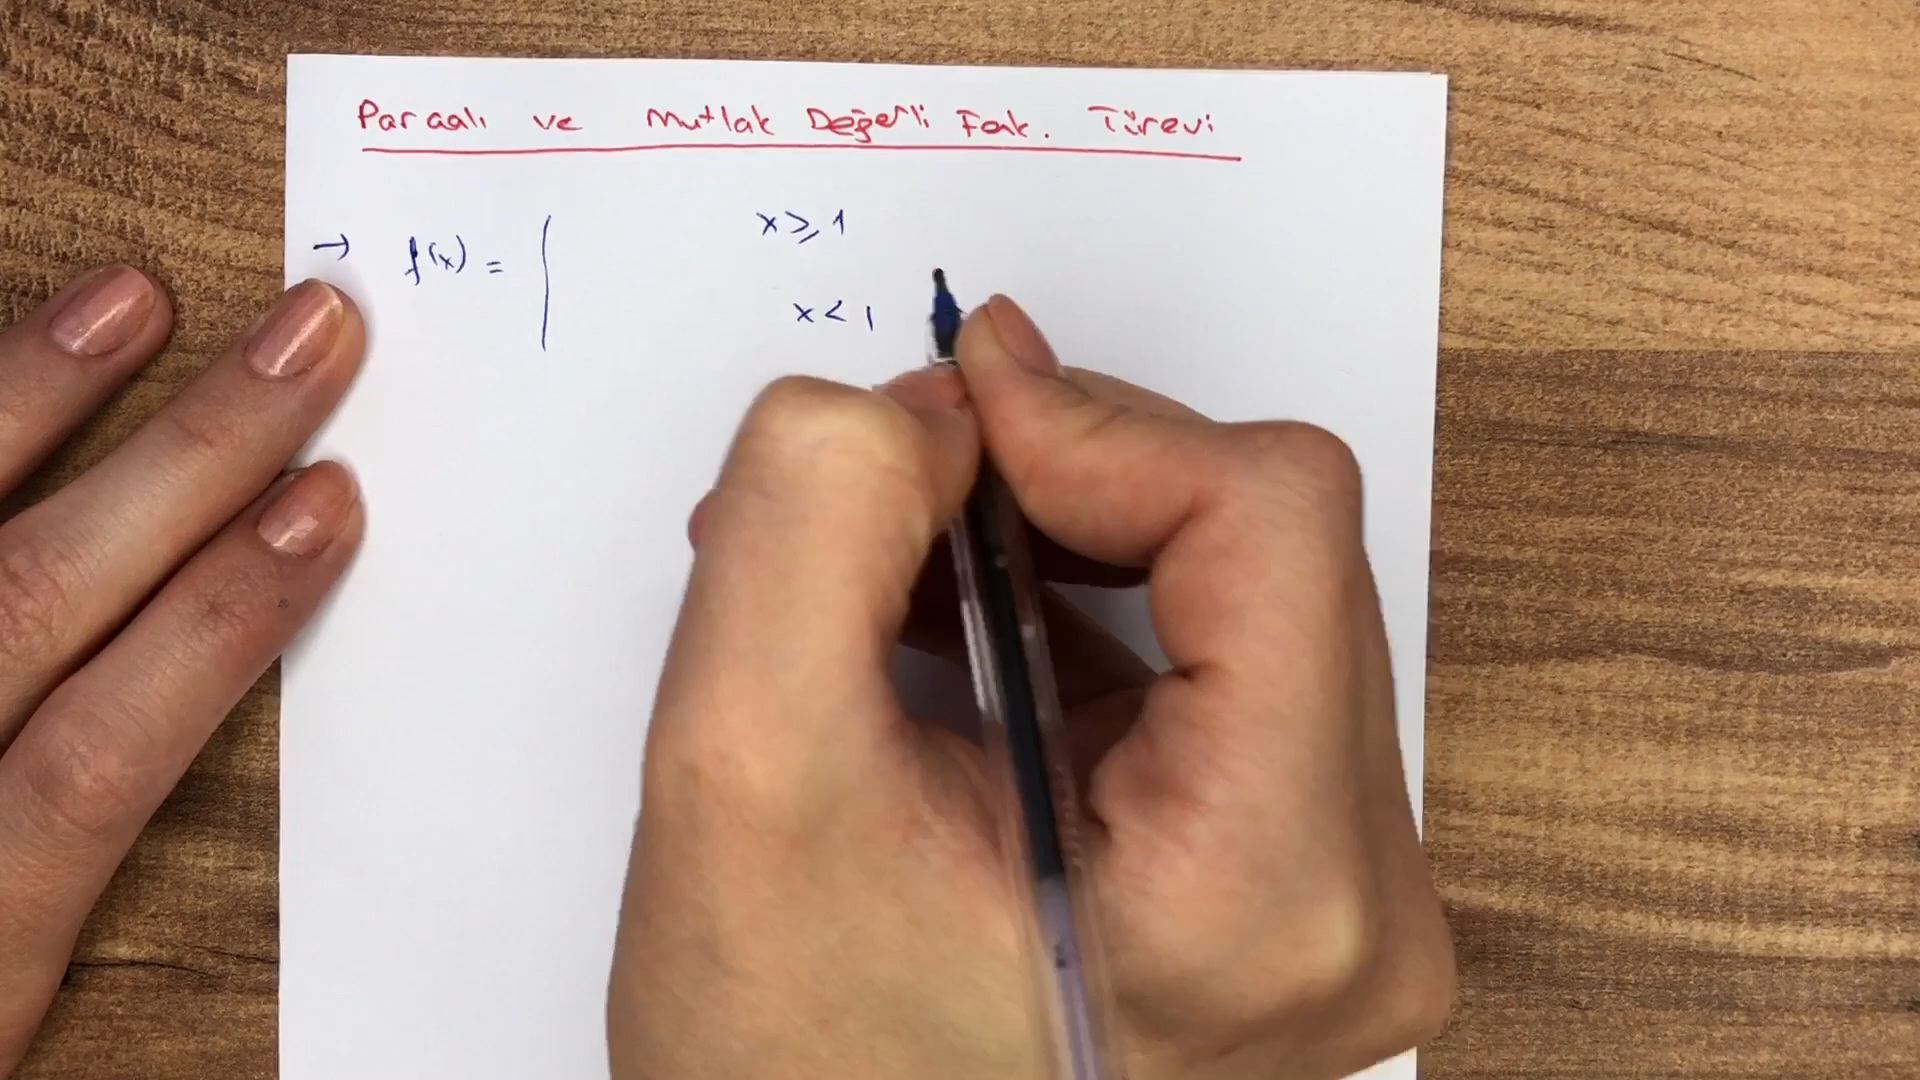 Parçalı ve Mutlak Değerli Fonk. Türevi
→ f(x) = x ≥ 1
x < 1